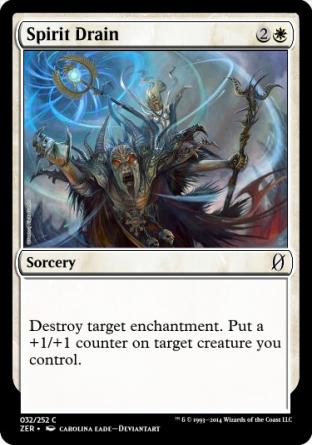 Spirit Drain 2
Sorcery
Destroy target enchantment. Put a
+1/+1 counter on target creature you
control.
032/252 C
ZER • CAROLINA EADE—DEVIANTART
™ & © 1993–2014 Wizards of the Coast LLC